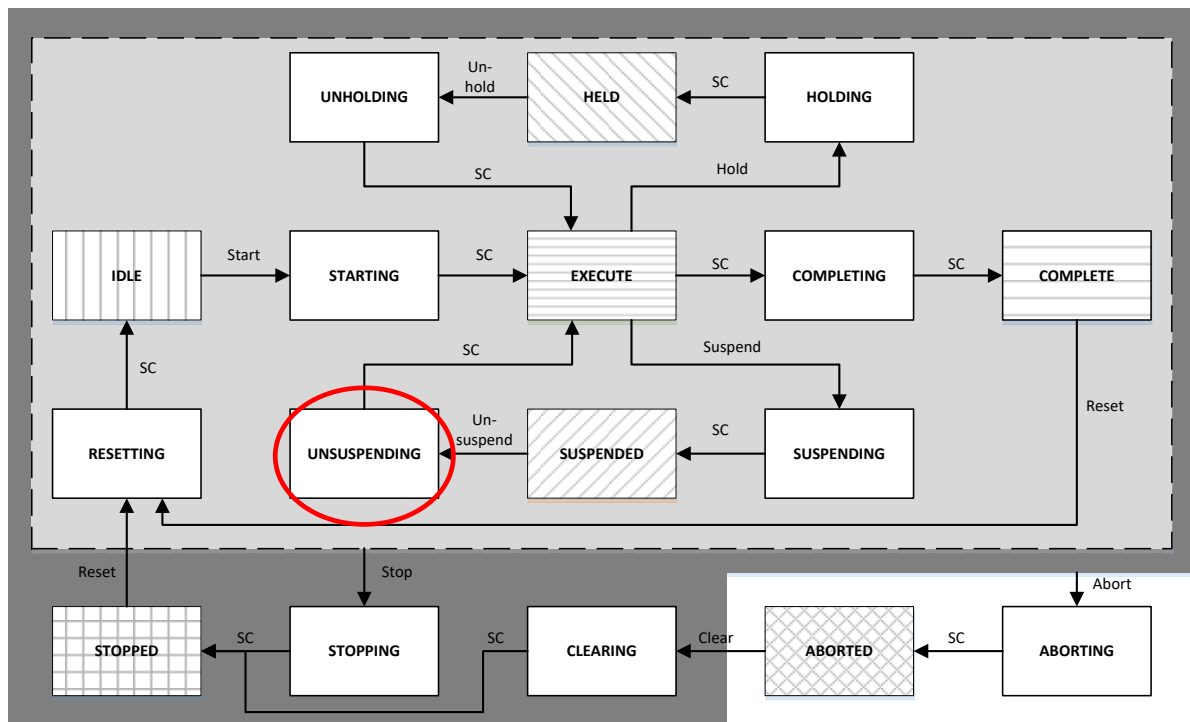 Un-
hold
SC
UNHOLDING
HELD
HOLDING
SC
Hold
Start
SC
SC
SC
IDLE
STARTING
EXECUTE
COMPLETING
COMPLETE
SC
Suspend
SC
Reset
Un-
suspend
SC
RESETTING
UNSUSPENDING
SUSPENDED
SUSPENDING
Reset
Stop
Abort
SC
SC
Clear
SC
STOPPED
STOPPING
CLEARING
ABORTED
ABORTING